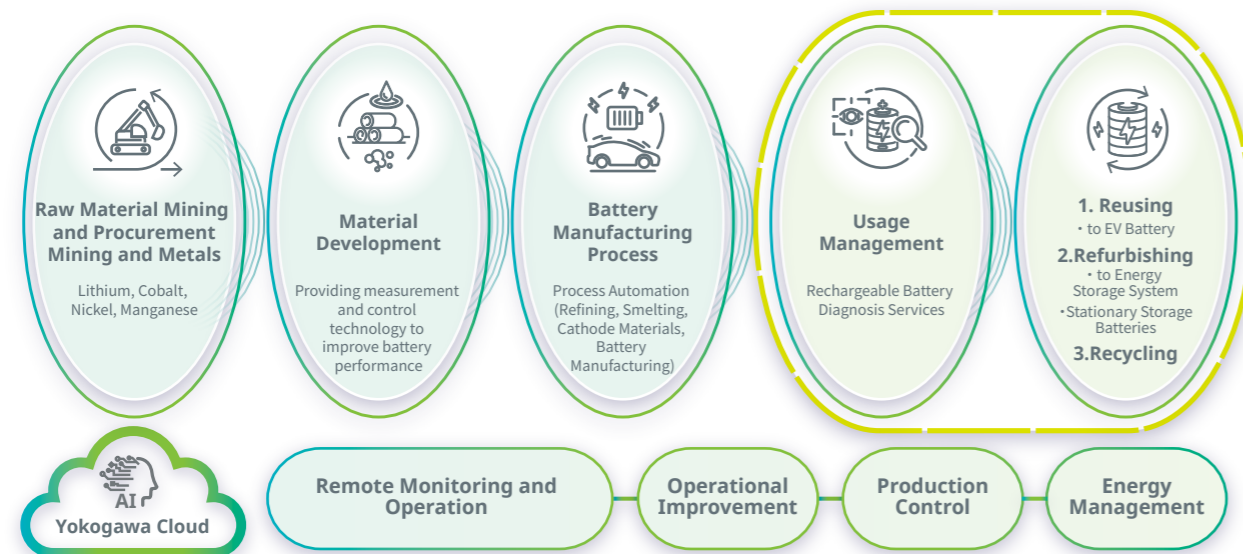 Raw Material Mining
and Procurement
Mining and Metals
Lithium, Cobalt,
Nickel, Manganese
Material
Development
Providing measurement
and control
technology to
improve battery
performance
Battery
Manufacturing
Process
Process Automation
(Refining, Smelting,
Cathode Materials,
Battery
Manufacturing)
Usage
Management
Rechargeable Battery
Diagnosis Services
1. Reusing
・to EV Battery
2.Refurbishing
・to Energy
Storage System
・Stationary Storage
Batteries
3.Recycling
AI
Yokogawa Cloud
Remote Monitoring and
Operation
Operational
Improvement
Production
Control
Energy
Management